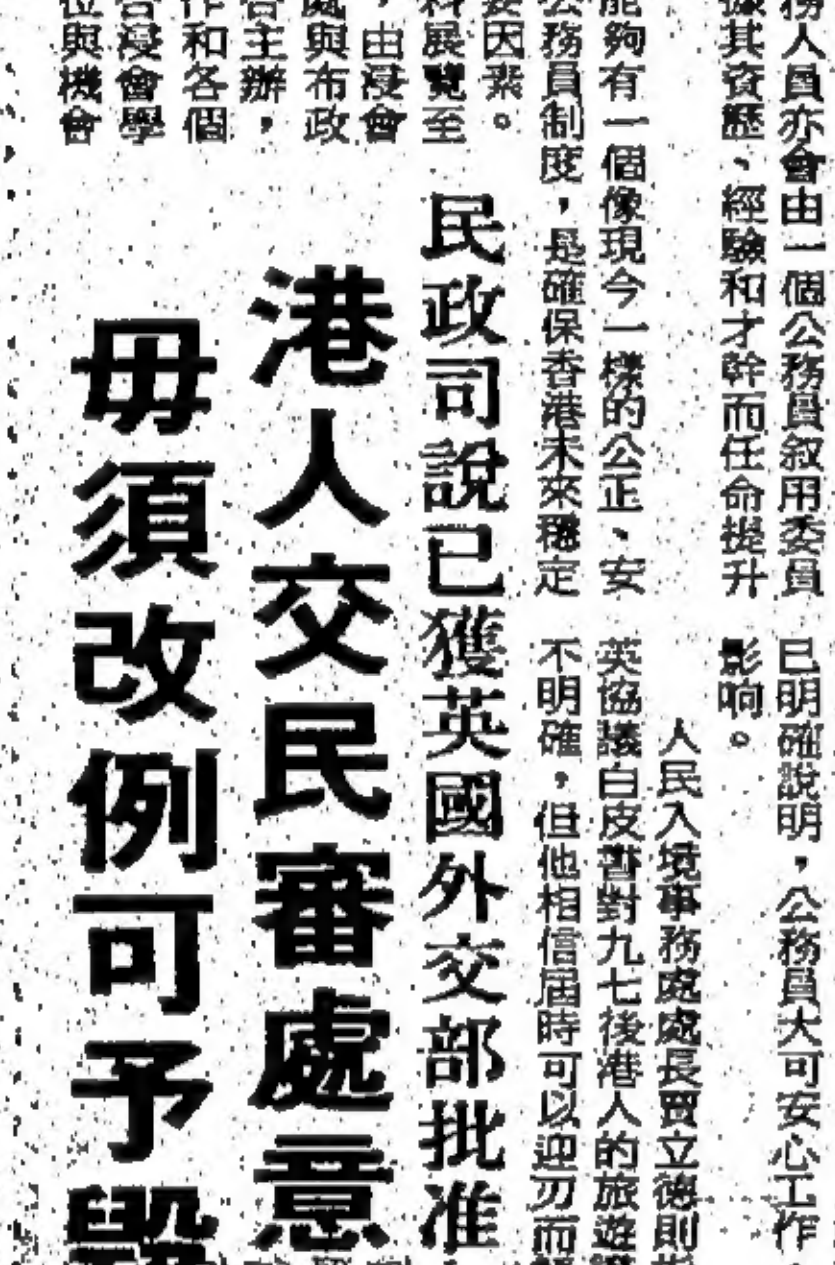 務人員亦會由一個公務員叙用委員
據其資歷、經驗和才幹而任命提升
能夠有一個像現今一樣的公正、安
公務員制度，是確保香港未來穩定
要因素。
科展覽至
，由浸會
處與布政
合主辦，
作和各個
浸會學
位與機會
已明確說明，公務員大可安心工作，
影响。
人民入境事務處處長賈立德則指
英協議白皮書對九七後港人的旅遊證
不明確，但他相信屆時可以迎刃而解
民政司說已獲英國外交部批准
港人交民審處意
毋須改例可予毀